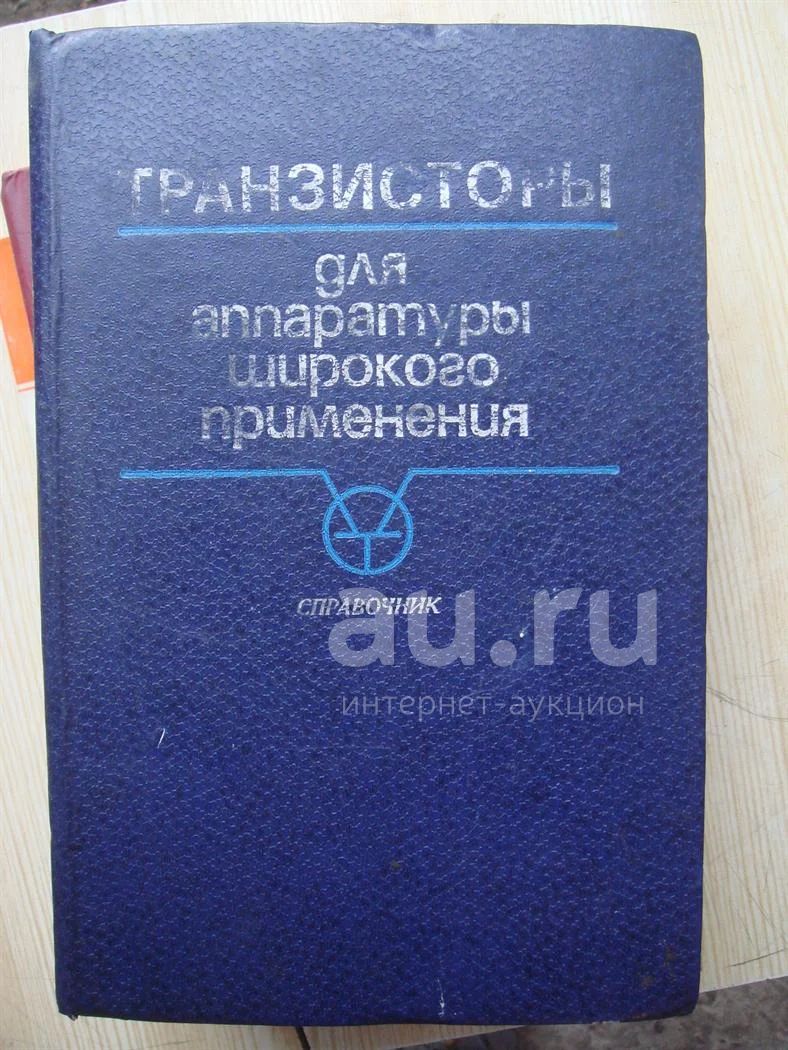 ТРАНЗИСТОРЫ
для
аппаратуры
широкого
применения
СПРАВОЧНИК
au.ru
интернет-аукцион